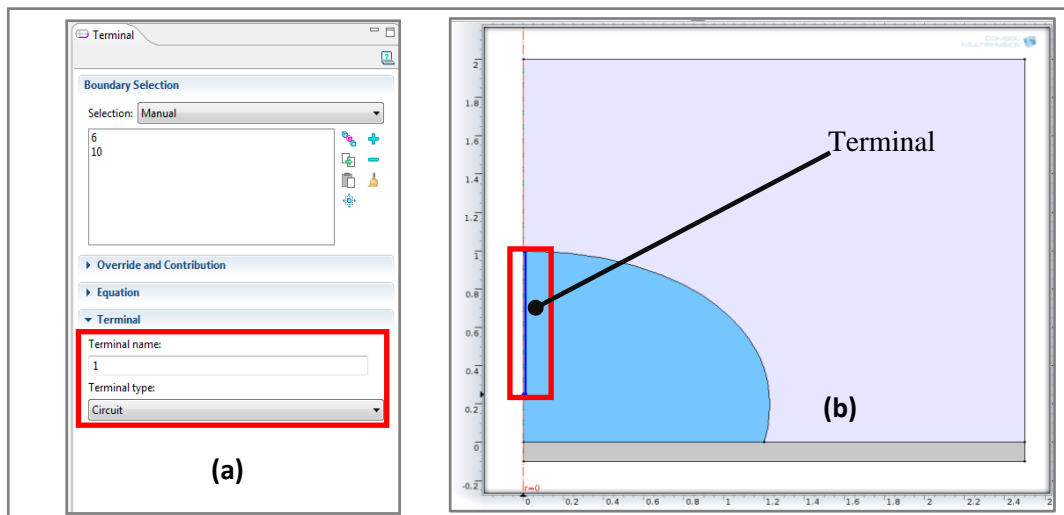 Terminal
Boundary Selection
Selection: Manual
6
10
Override and Contribution
Equation
Terminal
Terminal name:
1
Terminal type:
Circuit
(a)
COMSOL
MULTIPHYSICS
2
1.8
1.6
1.4
1.2
1
0.8
0.6
0.4
0.2
0
-0.2
Terminal
(b)
r=0
0 0.2 0.4 0.6 0.8 1 1.2 1.4 1.6 1.8 2 2.2 2.4